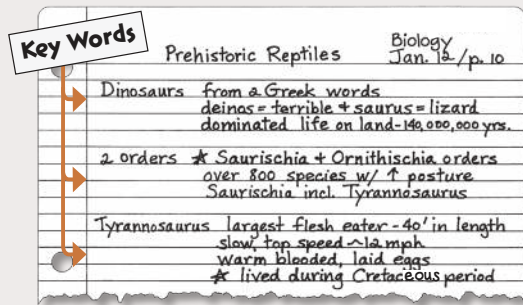 Key Words
Biology
Prehistoric Reptiles Jan. 12/p. 10
Dinosaurs from 2 Greek words
deinos = terrible + saurus = lizard
dominated life on land-140,000,000 yrs.
2 orders ★ Saurischia + Ornithischia orders
over 800 species w/ ↑ posture
Saurischia incl. Tyrannosaurus
Tyrannosaurus largest flesh eater-40' in length
slow, top speed ~12 mph
warm blooded, laid eggs
★ lived during Cretaceous period